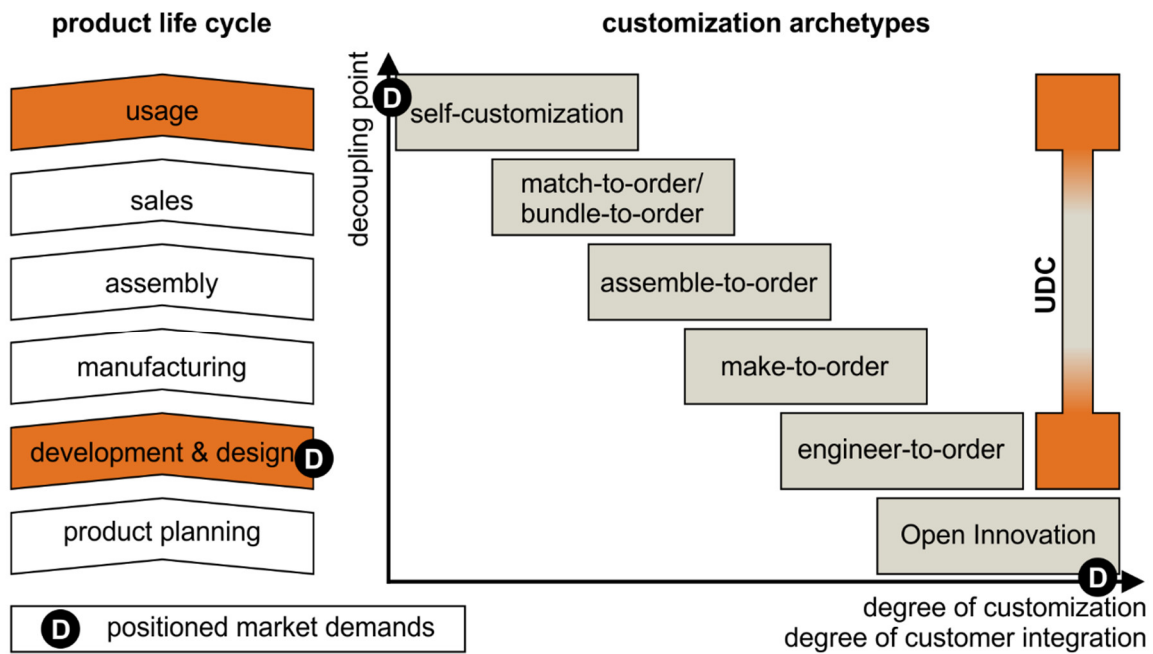 product life cycle
customization archetypes
usage
sales
assembly
manufacturing
development & design
D
product planning
decoupling point
D
self-customization
match-to-order/
bundle-to-order
assemble-to-order
make-to-order
engineer-to-order
Open Innovation
UDC
D
degree of customization
degree of customer integration
D positioned market demands